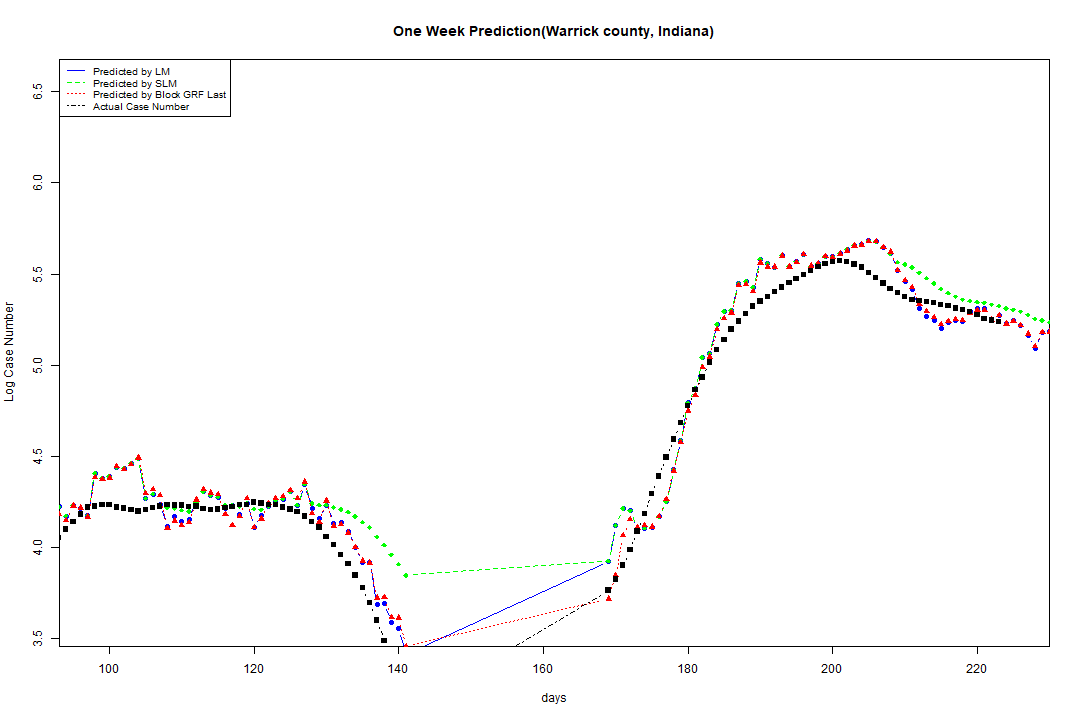 One Week Prediction(Warrick county, Indiana)
Predicted by LM
Predicted by SLM
Predicted by Block GRF Last
Actual Case Number
6.5
6.0
5.5
5.0
4.5
4.0
3.5
Log Case Number
100 120 140 160 180 200 220
days